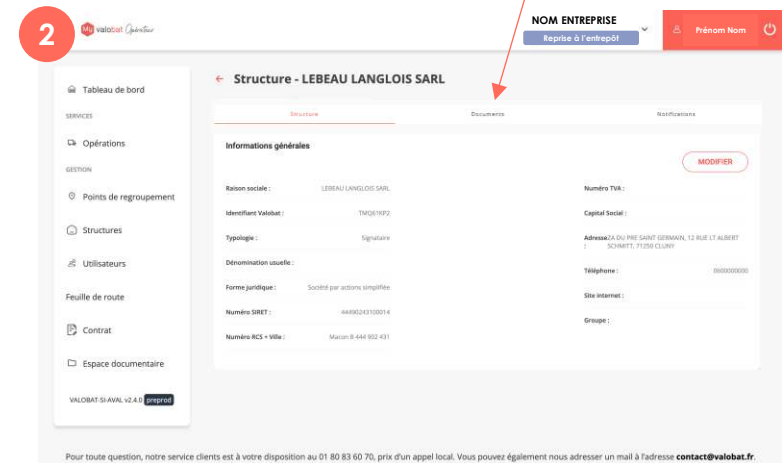 2
My valobat Opérateur
NOM ENTREPRISE
Reprise à l'entrepôt
Prénom Nom
Tableau de bord
SERVICES
Opérations
GESTION
Points de regroupement
Structures
Utilisateurs
Feuille de route
Contrat
Espace documentaire
VALOBAT-SI-AVAL v2.4.0 preprod
← Structure - LEBEAU LANGLOIS SARL
Structure
Documents
Notifications
Informations générales
MODIFIER
Raison sociale : LEBEAU LANGLOIS SARL
Identifiant Valobat : TMQ61KP2
Typologie : Signataire
Dénomination usuelle :
Forme juridique : Société par actions simplifiée
Numéro SIRET : 44490243100014
Numéro RCS + Ville : Macon B 444 902 431
Numéro TVA :
Capital Social :
Adresse ZA DU PRE SAINT GERMAIN, 12 RUE LT ALBERT
: SCHMITT, 71250 CLUNY
Téléphone : 0600000000
Site internet :
Groupe :
Pour toute question, notre service clients est à votre disposition au 01 80 83 60 70, prix d'un appel local. Vous pouvez également nous adresser un mail à l'adresse contact@valobat.fr.